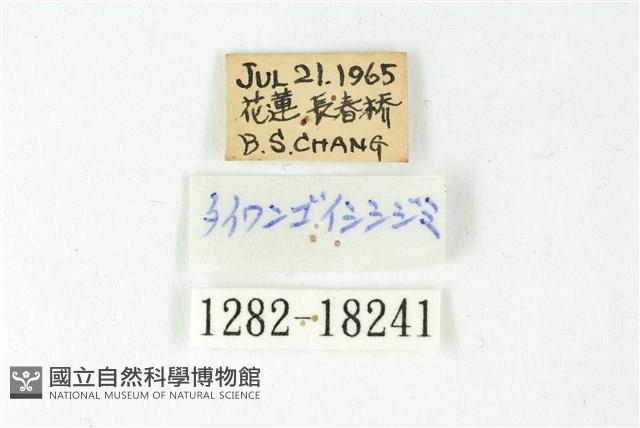 JUL 21.1965
花蓮 長春橋
B.S.CHANG
タイワンゴイシシジミ
1282-18241
國立自然科學博物館
NATIONAL MUSEUM OF NATURAL SCIENCE